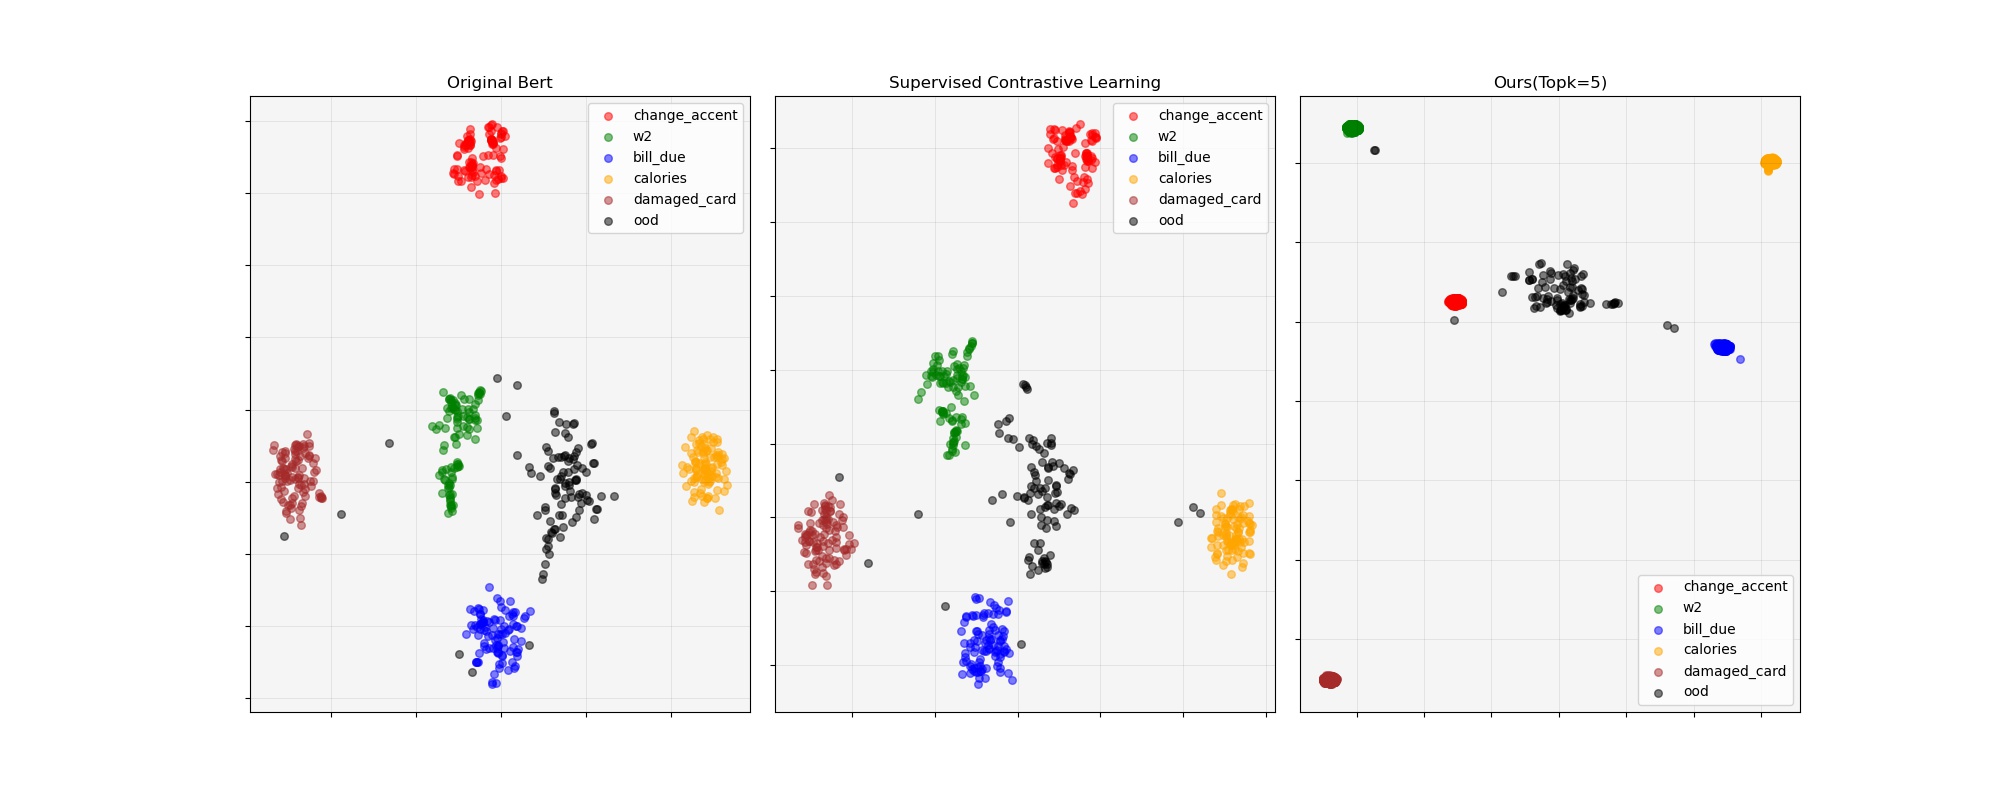 Original Bert
change_accent
w2
bill_due
calories
damaged_card
ood
Supervised Contrastive Learning
change_accent
w2
bill_due
calories
damaged_card
ood
Ours(Topk=5)
change_accent
w2
bill_due
calories
damaged_card
ood